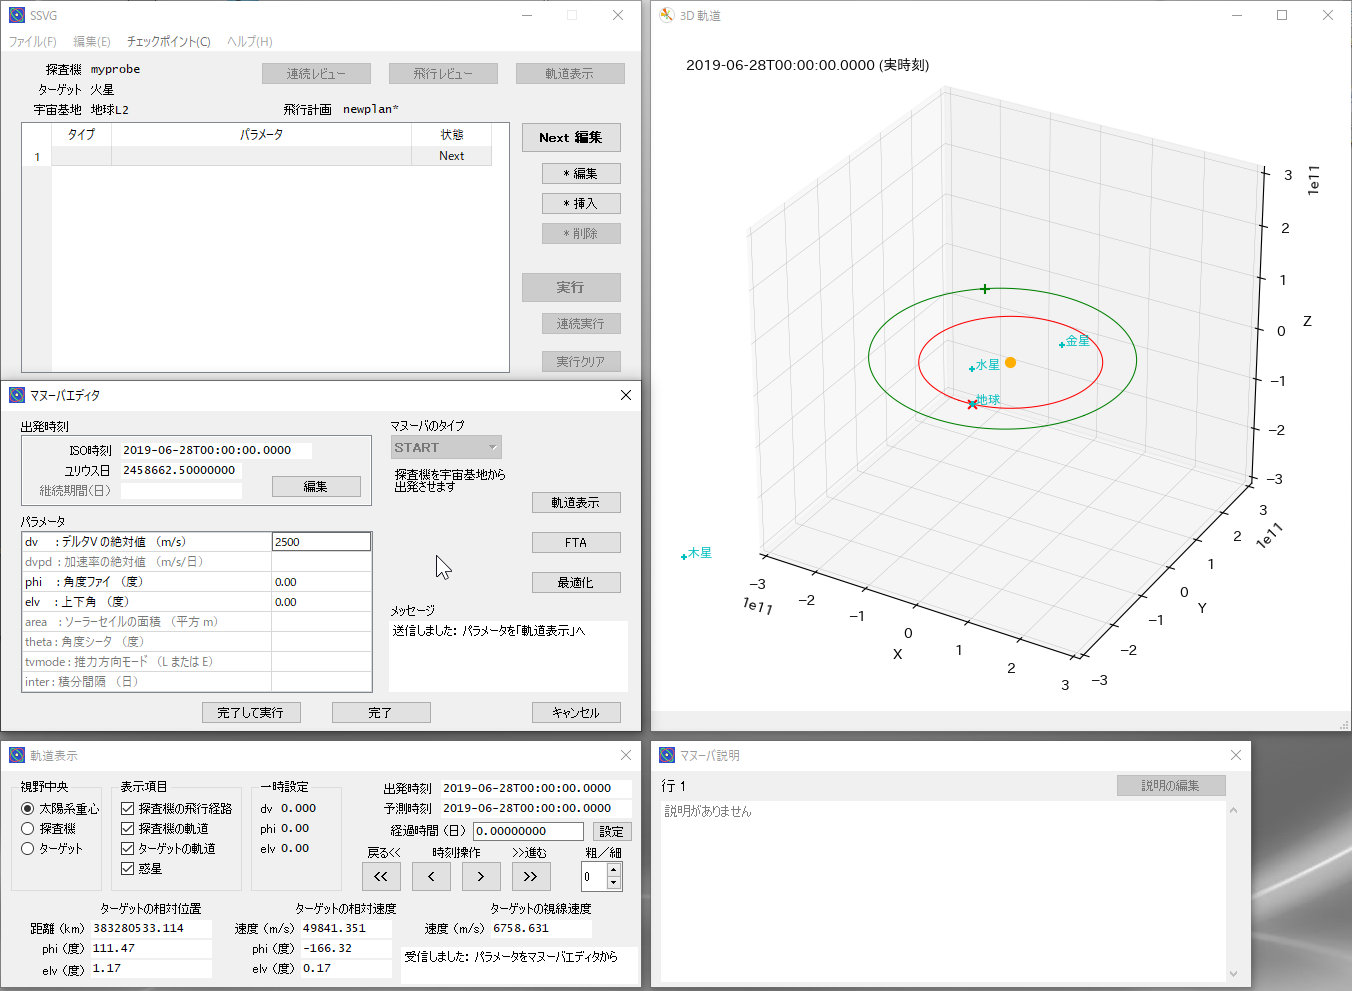 SSVG
ファイル(F) 編集(E) チェックポイント(C) ヘルプ(H)
探査機 myprobe
連続レビュー 飛行レビュー 軌道表示
ターゲット 火星
宇宙基地 地球L2
飛行計画 newplan*
タイプ パラメータ 状態
1 Next
Next 編集
* 編集
* 挿入
* 削除
実行
連続実行
実行クリア
マヌーバエディタ
出発時刻
ISO時刻 2019-06-28T00:00:00.0000
ユリウス日 2458662.50000000
継続期間(日)
編集
マヌーバのタイプ
START
探査機を宇宙基地から
出発させます
軌道表示
FTA
最適化
パラメータ
dv : デルタV の絶対値 (m/s) 2500
dvpd : 加速率の絶対値 (m/s/日)
phi : 角度ファイ (度) 0.00
elv : 上下角 (度) 0.00
area : ソーラーセイルの面積 (平方 m)
theta : 角度シータ (度)
tvmode : 推力方向モード (L または E)
inter : 積分間隔 (日)
メッセージ
送信しました: パラメータを「軌道表示」へ
完了して実行 完了 キャンセル
軌道表示
視野中央
太陽系重心
探査機
ターゲット
表示項目
探査機の飛行経路
探査機の軌道
ターゲットの軌道
惑星
一時設定
dv 0.000
phi 0.00
elv 0.00
出発時刻 2019-06-28T00:00:00.0000
予測時刻 2019-06-28T00:00:00.0000
経過時間 (日) 0.00000000 設定
戻る<< 時刻操作 >>進む 粗/細
<< < > >> 0
ターゲットの相対位置
距離 (km) 383280533.114
phi (度) 111.47
elv (度) 1.17
ターゲットの相対速度
速度 (m/s) 49841.351
phi (度) -166.32
elv (度) 0.17
ターゲットの視線速度
速度 (m/s) 6758.631
受信しました: パラメータをマヌーバエディタから
3D 軌道
2019-06-28T00:00:00.0000 (実時刻)
金星
水星
地球
木星
3
2
1
0
−1
−2
−3
1e11
Z
−3
−2
−1
0
1
2
3
1e11
X
3
2
1
0
−1
−2
−3
1e11
Y
マヌーバ説明
行 1
説明の編集
説明がありません